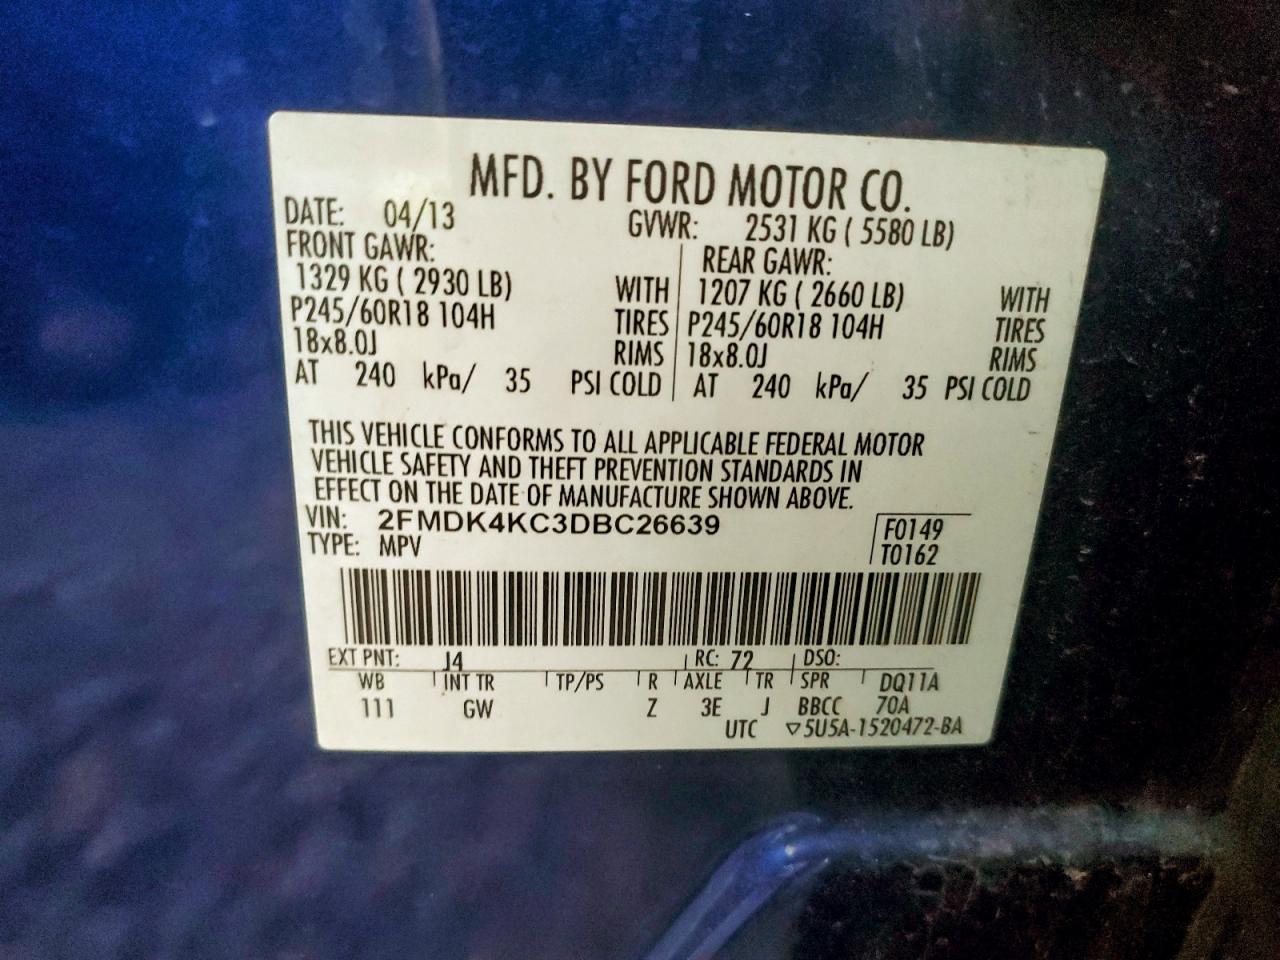 MFD. BY FORD MOTOR CO.
DATE: 04/13 GVWR: 2531 KG ( 5580 LB)
FRONT GAWR: REAR GAWR:
1329 KG ( 2930 LB) WITH 1207 KG ( 2660 LB) WITH
P245/60R18 104H TIRES P245/60R18 104H TIRES
18x8.0J RIMS 18x8.0J RIMS
AT 240 kPa/ 35 PSI COLD AT 240 kPa/ 35 PSI COLD
THIS VEHICLE CONFORMS TO ALL APPLICABLE FEDERAL MOTOR
VEHICLE SAFETY AND THEFT PREVENTION STANDARDS IN
EFFECT ON THE DATE OF MANUFACTURE SHOWN ABOVE.
VIN: 2FMDK4KC3DBC26639 F0149
TYPE: MPV T0162
EXT PNT: J4 RC: 72 DSO:
WB INT TR TP/PS R AXLE TR SPR DQ11A
111 GW Z 3E J BBCC 70A
UTC ▽5U5A-1520472-BA